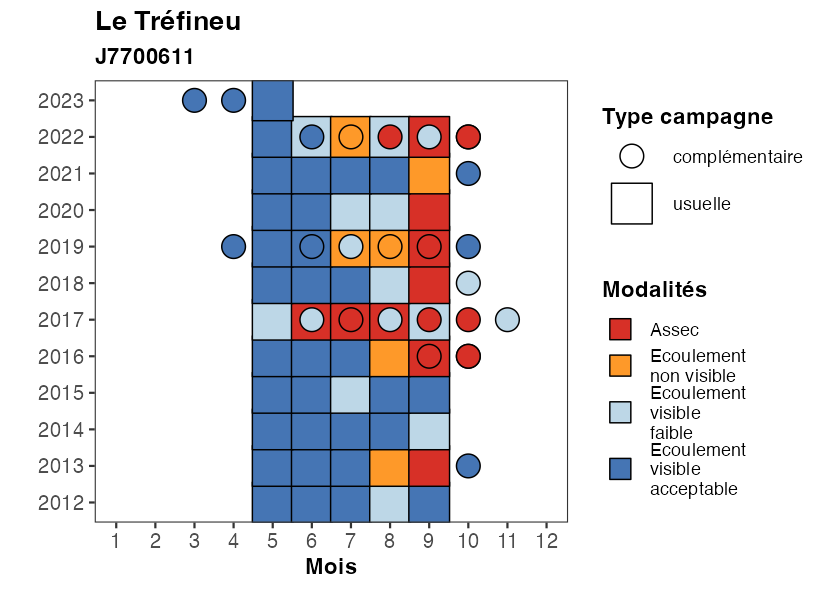 Le Tréfineu
J7700611
2023
2022
2021
2020
2019
2018
2017
2016
2015
2014
2013
2012
1 2 3 4 5 6 7 8 9 10 11 12
Mois
Type campagne
complémentaire
usuelle
Modalités
Assec
Ecoulement
non visible
Ecoulement
visible
faible
Ecoulement
visible
acceptable